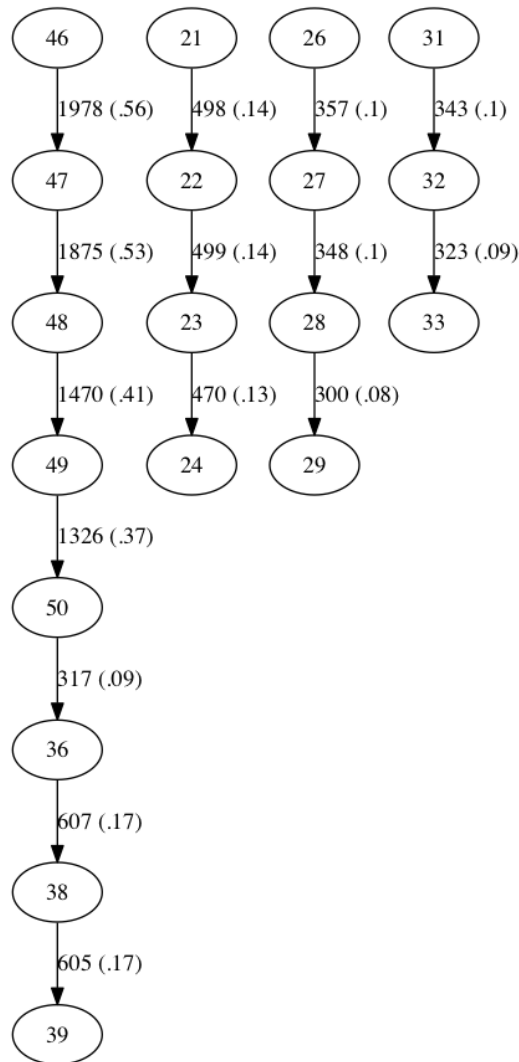 46 21 26 31
1978 (.56) 498 (.14) 357 (.1) 343 (.1)
47 22 27 32
1875 (.53) 499 (.14) 348 (.1) 323 (.09)
48 23 28 33
1470 (.41) 470 (.13) 300 (.08)
49 24 29
1326 (.37)
50
317 (.09)
36
607 (.17)
38
605 (.17)
39